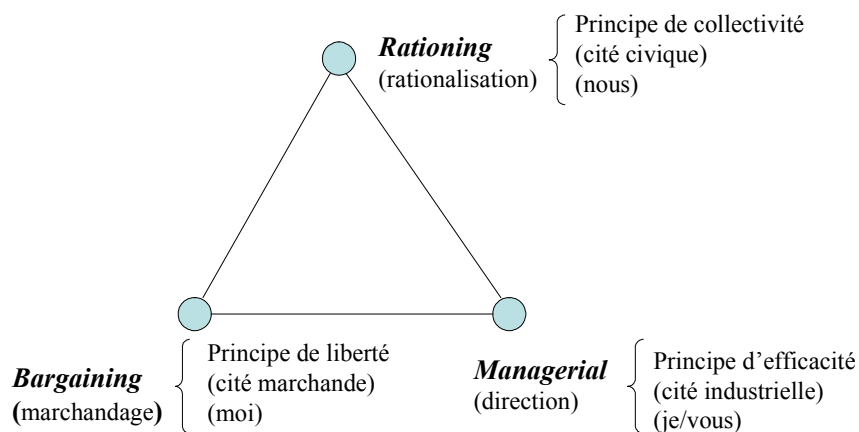 Rationing
(rationalisation)
Principe de collectivité
(cité civique)
(nous)
Bargaining
(marchandage)
Principe de liberté
(cité marchande)
(moi)
Managerial
(direction)
Principe d’efficacité
(cité industrielle)
(je/vous)